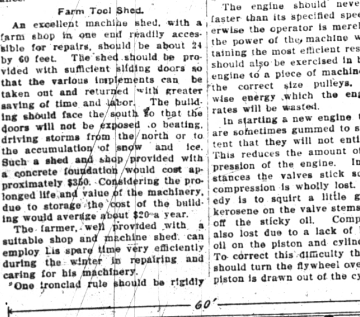 Farm Tool Shed.
An excellent machine shed, with a
farm shop in one end readily acces-
sible for repairs, should be about 24
by 60 feet. The shed should be pro-
vided with sufficient sliding doors so
that the various implements can be
taken out and returned with greater
saving of time and labor. The build-
ing should face the south so that the
doors will not be exposed to beating,
driving storms from the north or to
the accumulation of snow and ice.
Such a shed and shop provided with
a concrete foundation would cost ap-
proximately $350. Considering the pro-
longed life and value of the machinery,
due to storage the cost of the build-
ing would average about $20 a year.
The farmer, well provided with a
suitable shop and machine shed can
employ his spare time very efficiently
during the winter in repairing and
caring for his machinery.
"One ironclad rule should be rigidly
The engine should neve
faster than its specified spee
erwise the operator is merel
the power of the machine w
taining the most efficient res
should also be exercised in b
engine to a piece of machin
the correct size pulleys.
wise energy which the eng
rates will be wasted.
In starting a new engine t
are sometimes gummed to s
tent that they will not enti
This reduces the amount of
pression of the engine. In
stances the valves stick so
compression is wholly lost.
edy is to squirt a little g
kerosene on the valve stems
off the sticky oil. Comp
also lost due to a lack of
oil on the piston and cylin
To correct this difficulty th
should turn the flywheel ove
piston is drawn out of the cy
60'